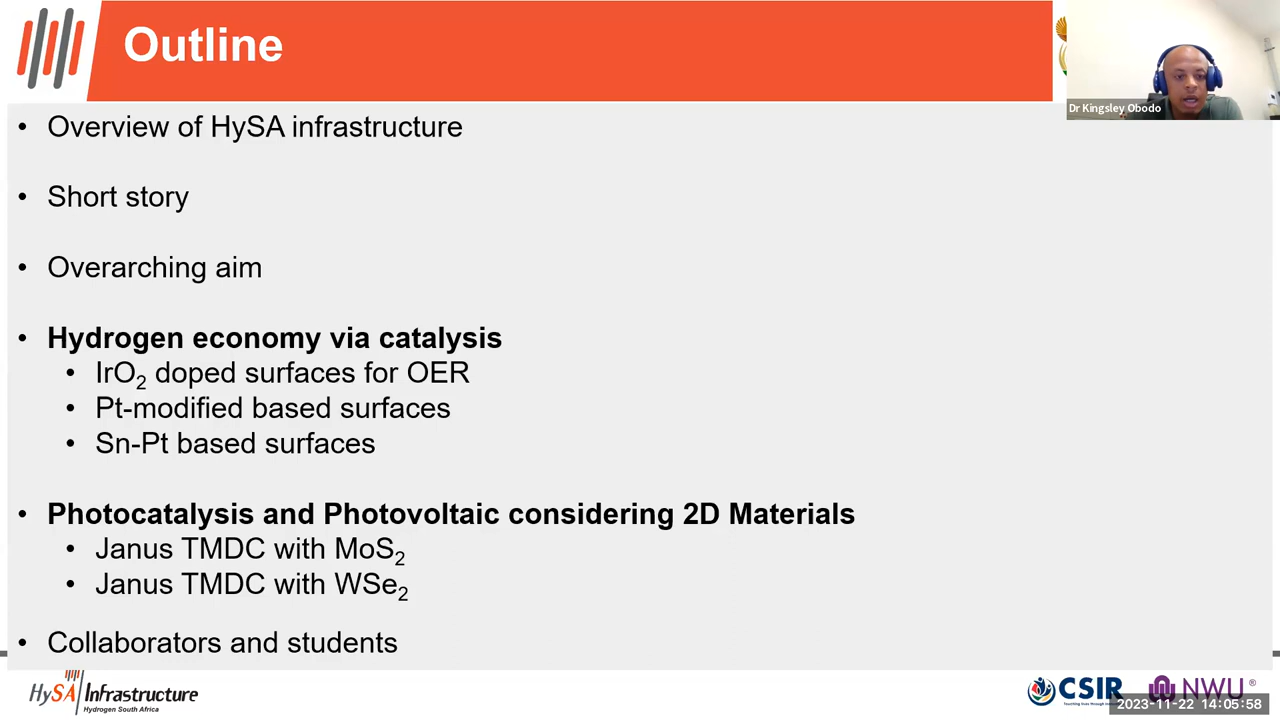 Outline
Dr Kingsley Obodo
• Overview of HySA infrastructure
• Short story
• Overarching aim
• Hydrogen economy via catalysis
• IrO₂ doped surfaces for OER
• Pt-modified based surfaces
• Sn-Pt based surfaces
• Photocatalysis and Photovoltaic considering 2D Materials
• Janus TMDC with MoS₂
• Janus TMDC with WSe₂
• Collaborators and students
HySA Infrastructure
Hydrogen South Africa
CSIR
Touching lives through
NWU®
2023-11-22 14:05:58